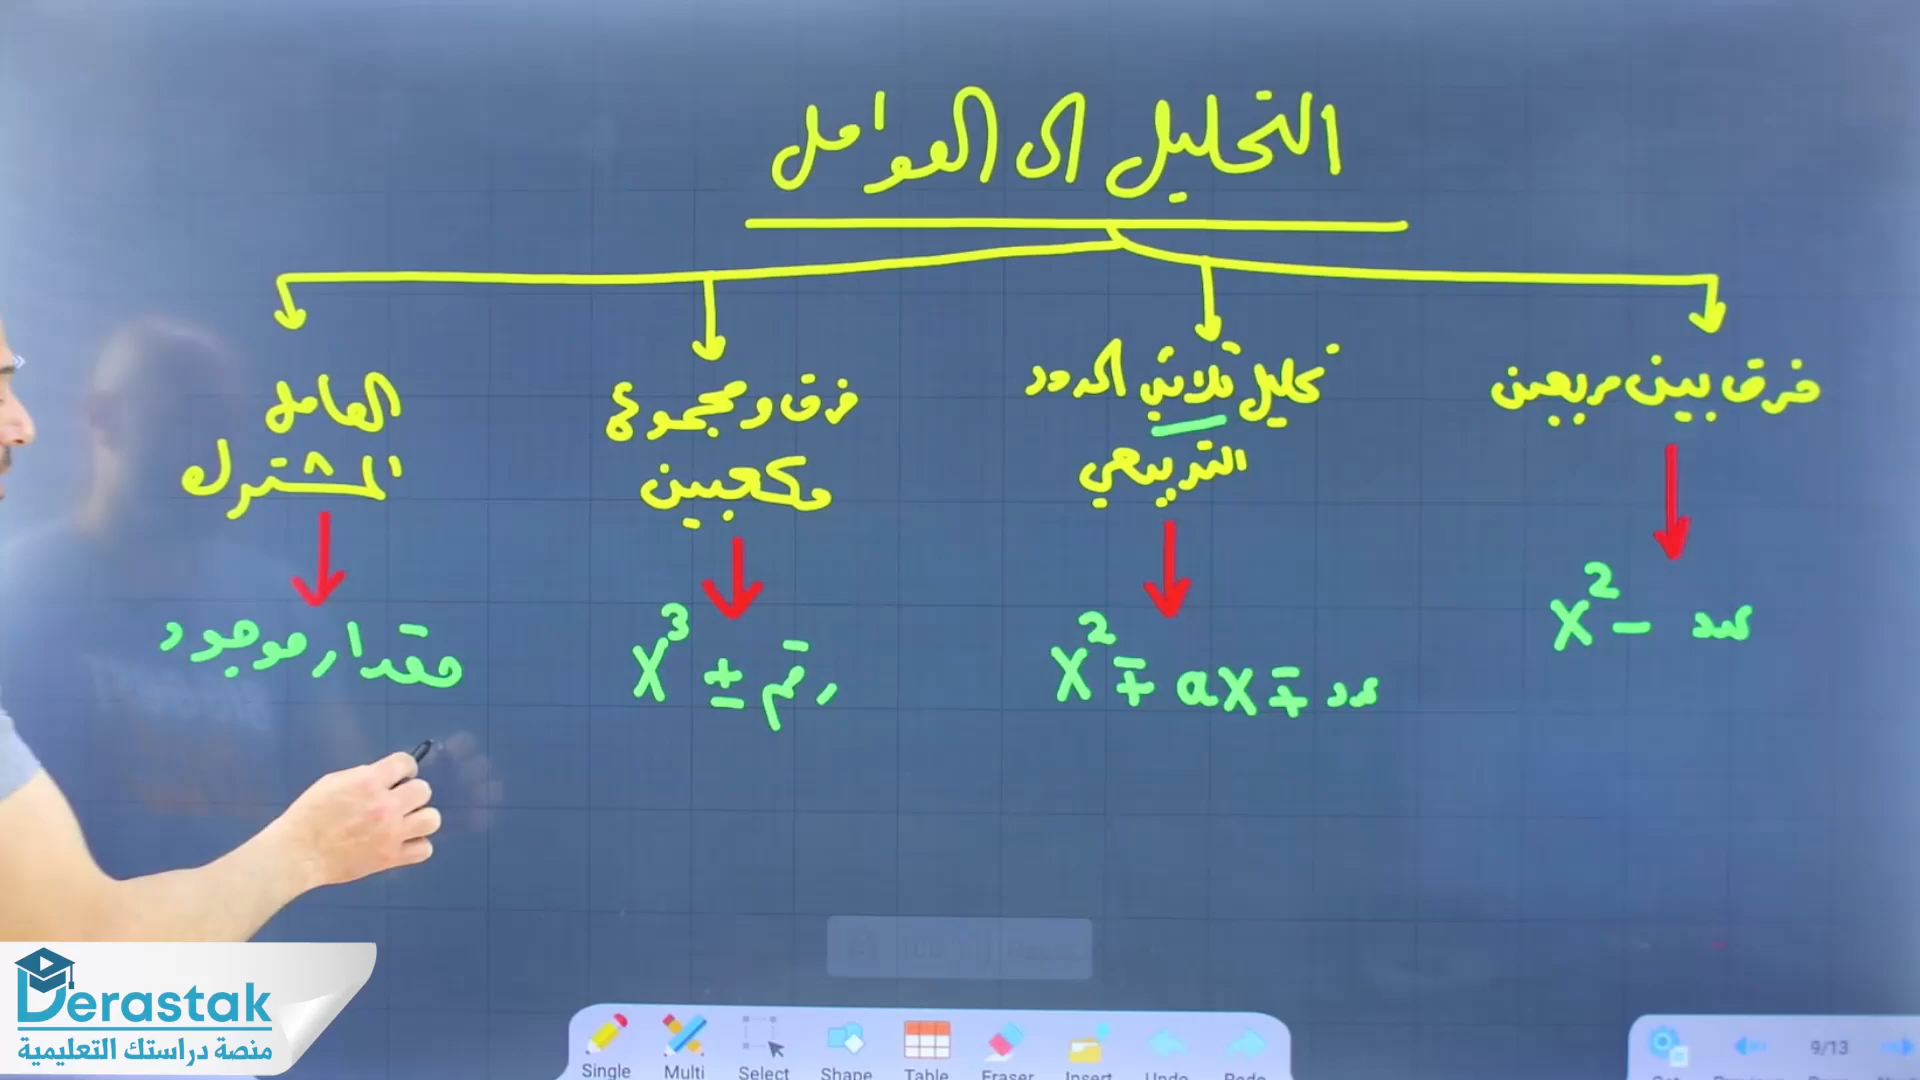 التحليل الى العوامل
فرق بين مربعين
تحليل ثلاثي الحدود
التربيعي
فرق ومجموع
مكعبين
العامل
المشترك
X² − عدد
X² ∓ aX ∓ عدد
X³ ± رقم
مقدار موجود
Derastak
منصة دراستك التعليمية
Single Multi Select Shape Table Eraser Insert Undo Redo
9/13